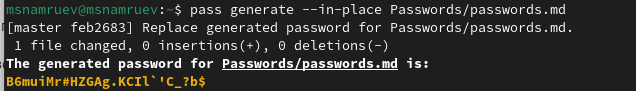 msnamruev@msnamruev:~$ pass generate --in-place Passwords/passwords.md
[master feb2683] Replace generated password for Passwords/passwords.md.
 1 file changed, 0 insertions(+), 0 deletions(-)
The generated password for Passwords/passwords.md is:
B6muiMr#HZGAg.KCIl`'C_?b$